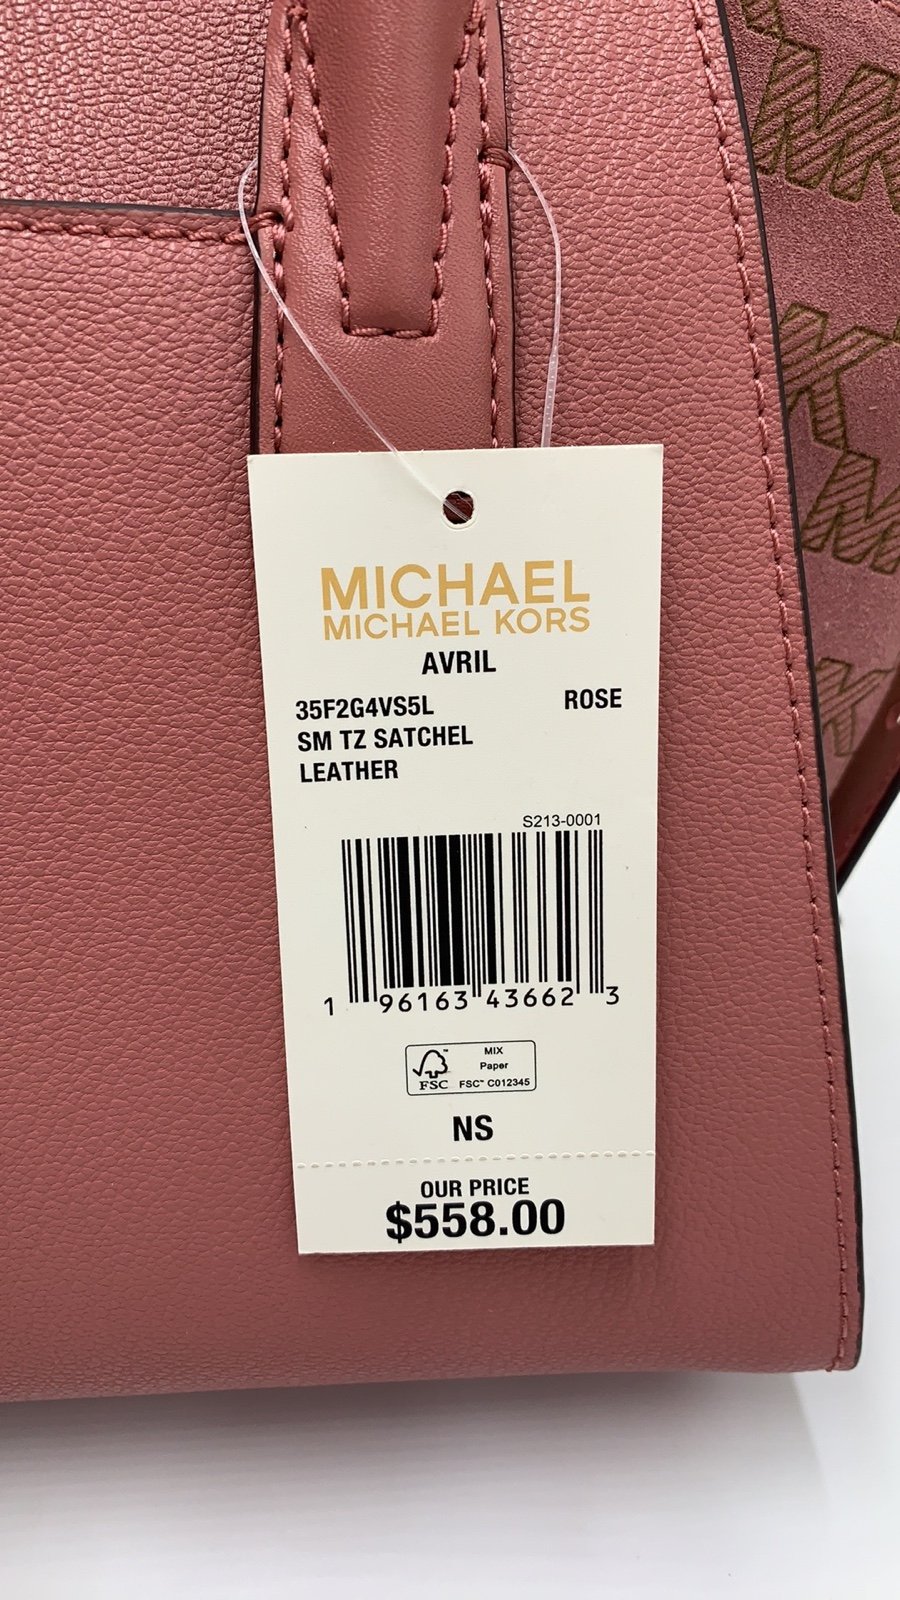 MICHAEL
MICHAEL KORS
AVRIL
35F2G4VS5L ROSE
SM TZ SATCHEL
LEATHER
S213-0001
1 96163 43662 3
FSC
MIX
Paper
FSC™ C012345
NS
OUR PRICE
$558.00